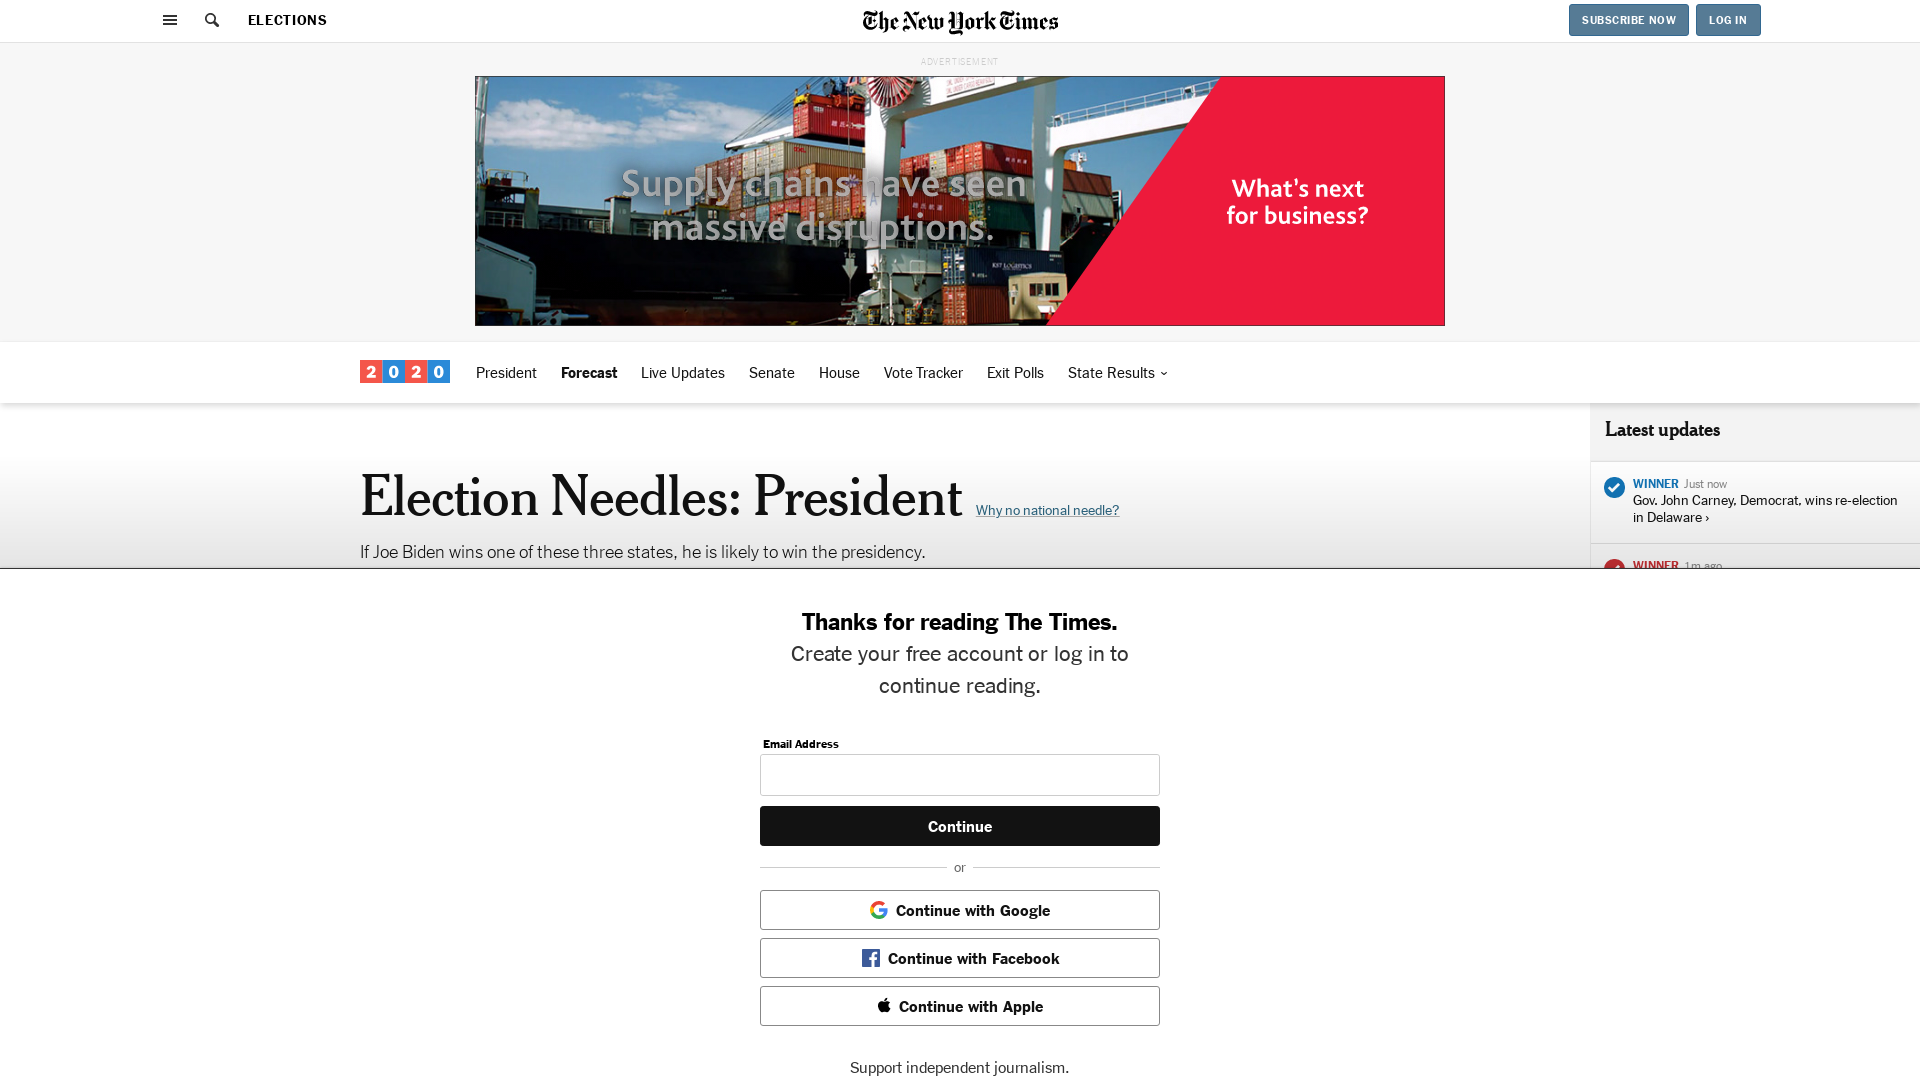 ELECTIONS
The New York Times
SUBSCRIBE NOW
LOG IN
ADVERTISEMENT
Supply chains have seen
massive disruptions.
What's next
for business?
2020
President
Forecast
Live Updates
Senate
House
Vote Tracker
Exit Polls
State Results
Latest updates
Election Needles: President
Why no national needle?
If Joe Biden wins one of these three states, he is likely to win the presidency.
WINNER Just now
Gov. John Carney, Democrat, wins re-election
in Delaware ›
WINNER 1m ago
Thanks for reading The Times.
Create your free account or log in to
continue reading.
Email Address
Continue
or
Continue with Google
Continue with Facebook
Continue with Apple
Support independent journalism.